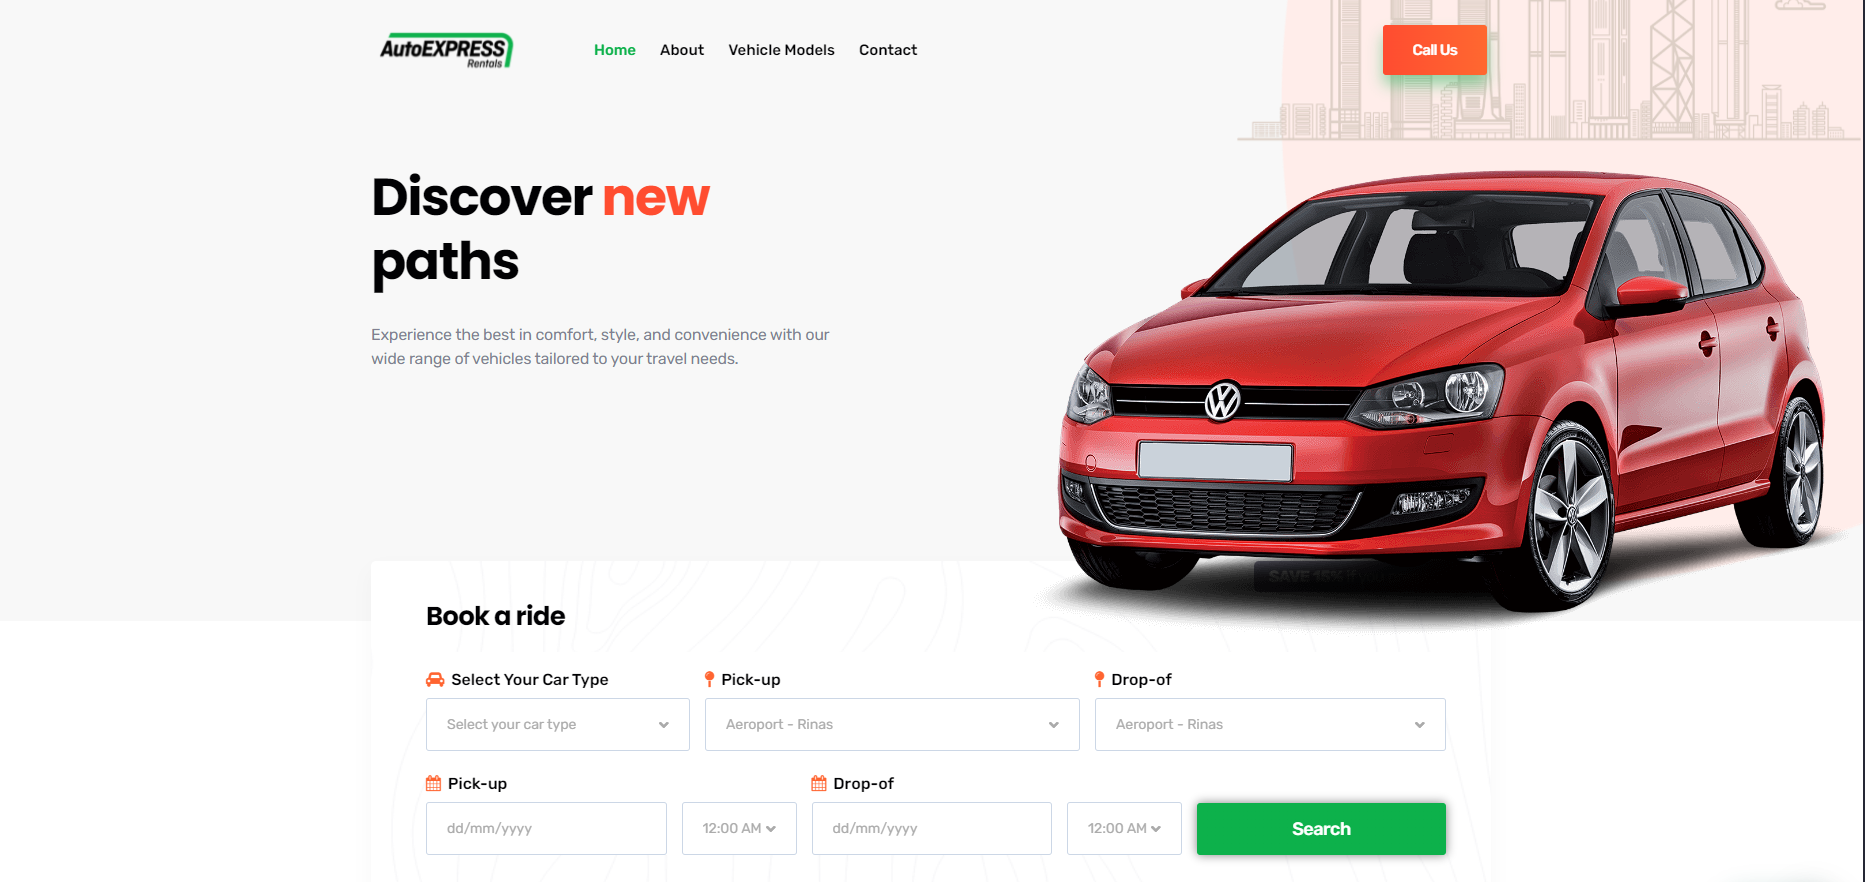 AutoEXPRESS
Rentals
Home
About
Vehicle Models
Contact
Call Us
Discover new
paths
Experience the best in comfort, style, and convenience with our
wide range of vehicles tailored to your travel needs.
SAVE 15% if
Book a ride
Select Your Car Type
Pick-up
Drop-of
Select your car type
Aeroport - Rinas
Aeroport - Rinas
Pick-up
Drop-of
dd/mm/yyyy
12:00 AM
dd/mm/yyyy
12:00 AM
Search